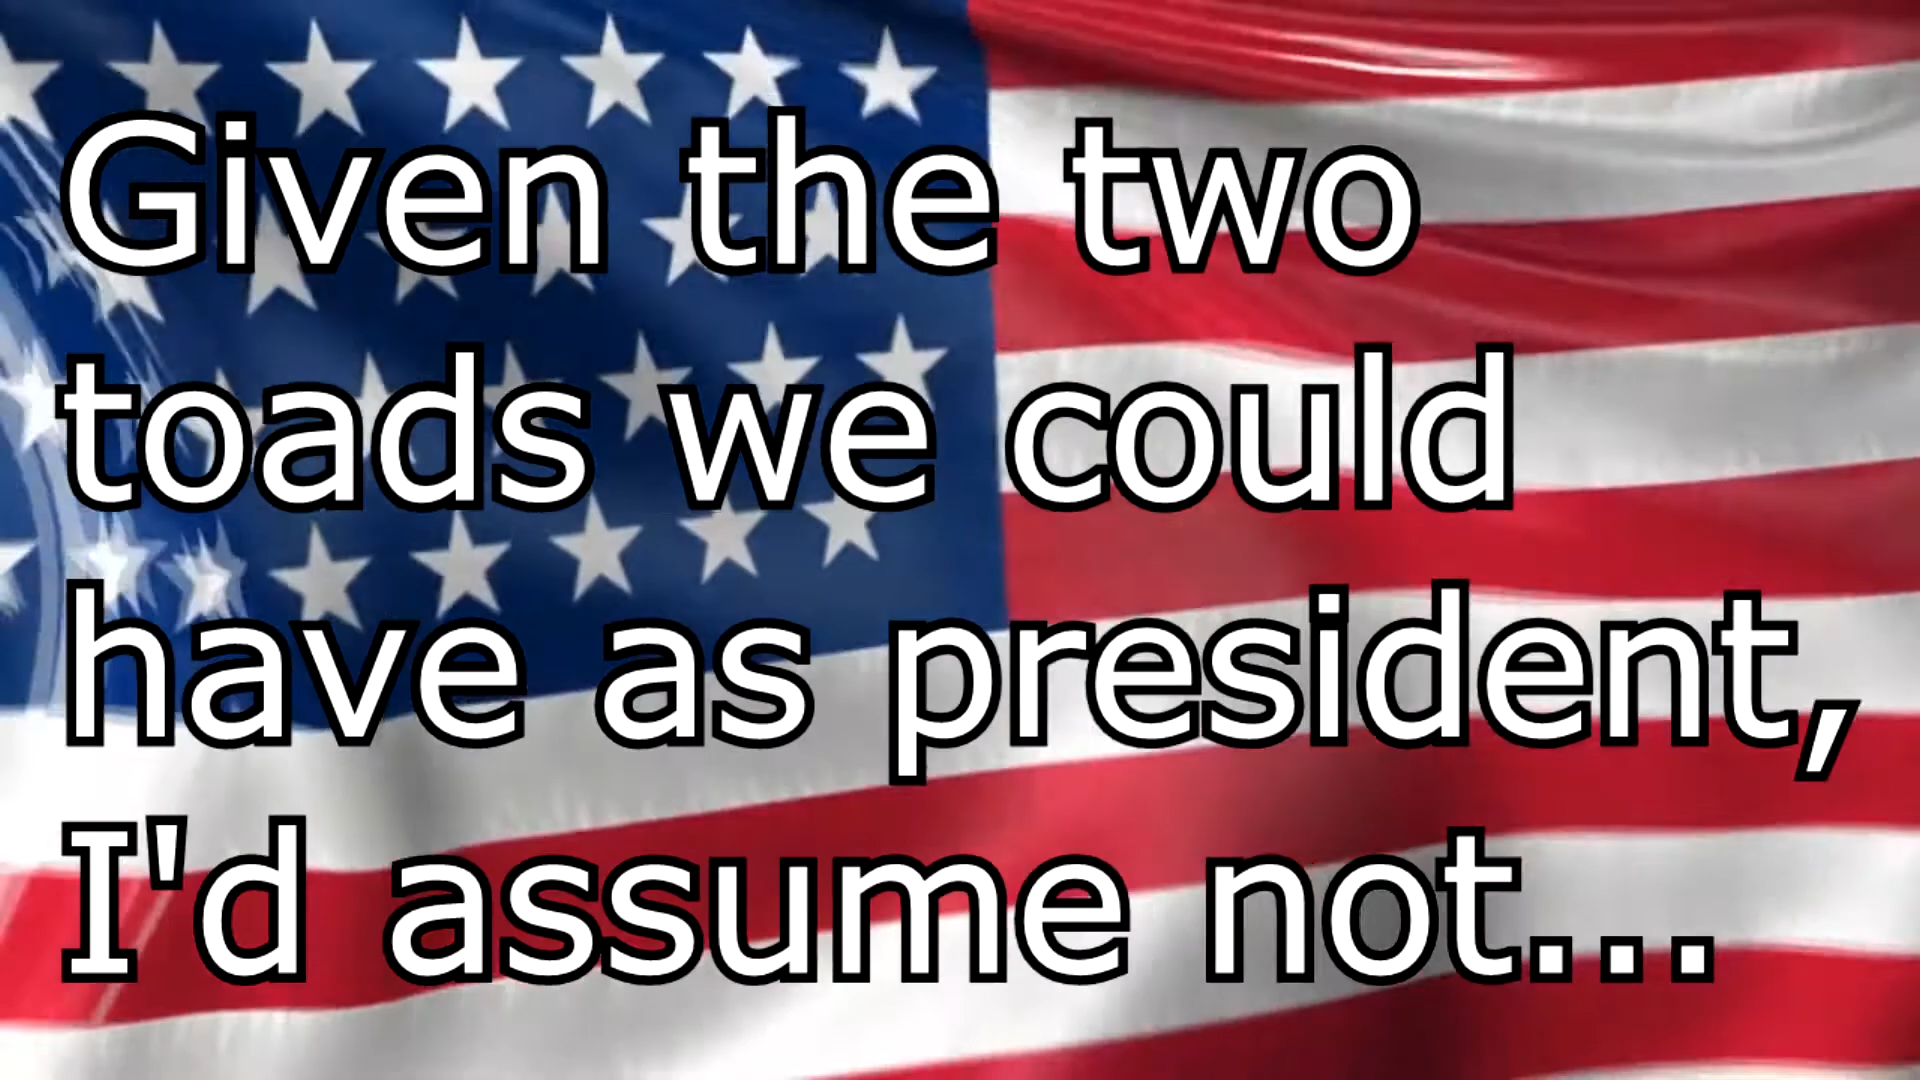 Given the two
toads we could
have as president,
I'd assume not...